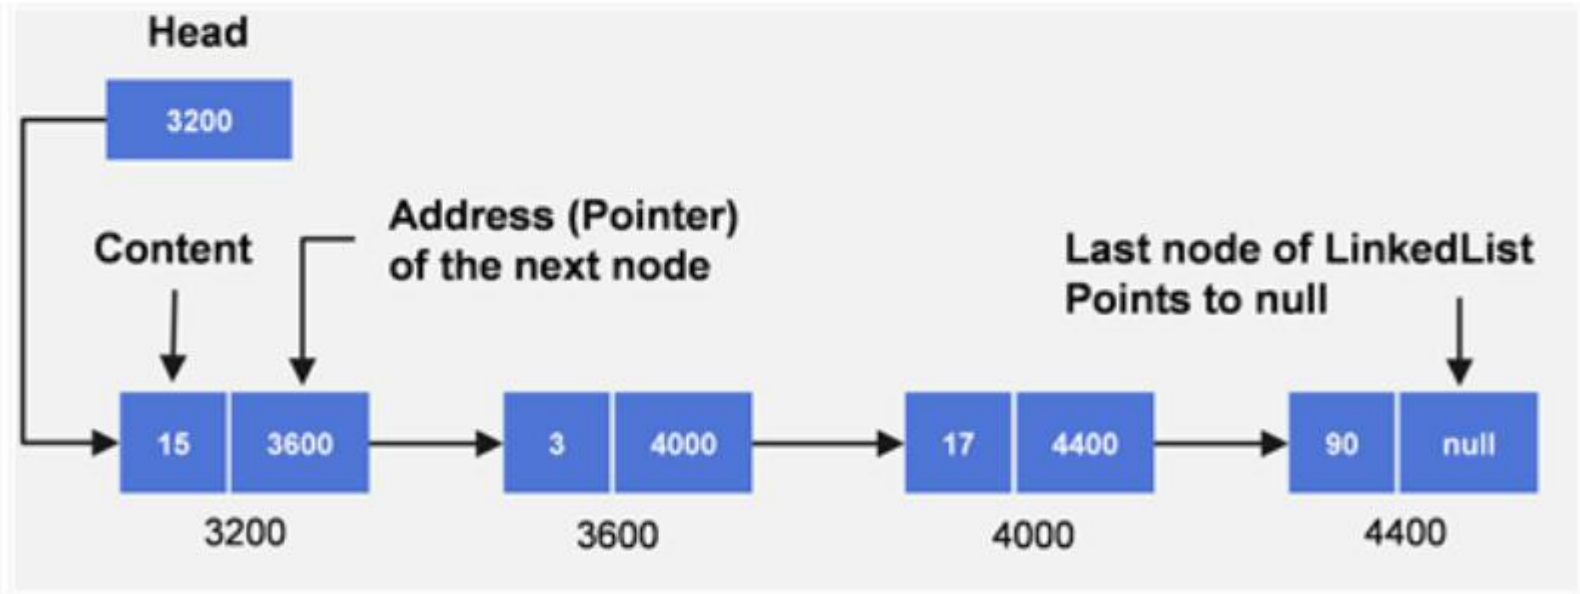 Head
3200
Content
Address (Pointer)
of the next node
Last node of LinkedList
Points to null
15 3600 3 4000 17 4400 90 null
3200 3600 4000 4400